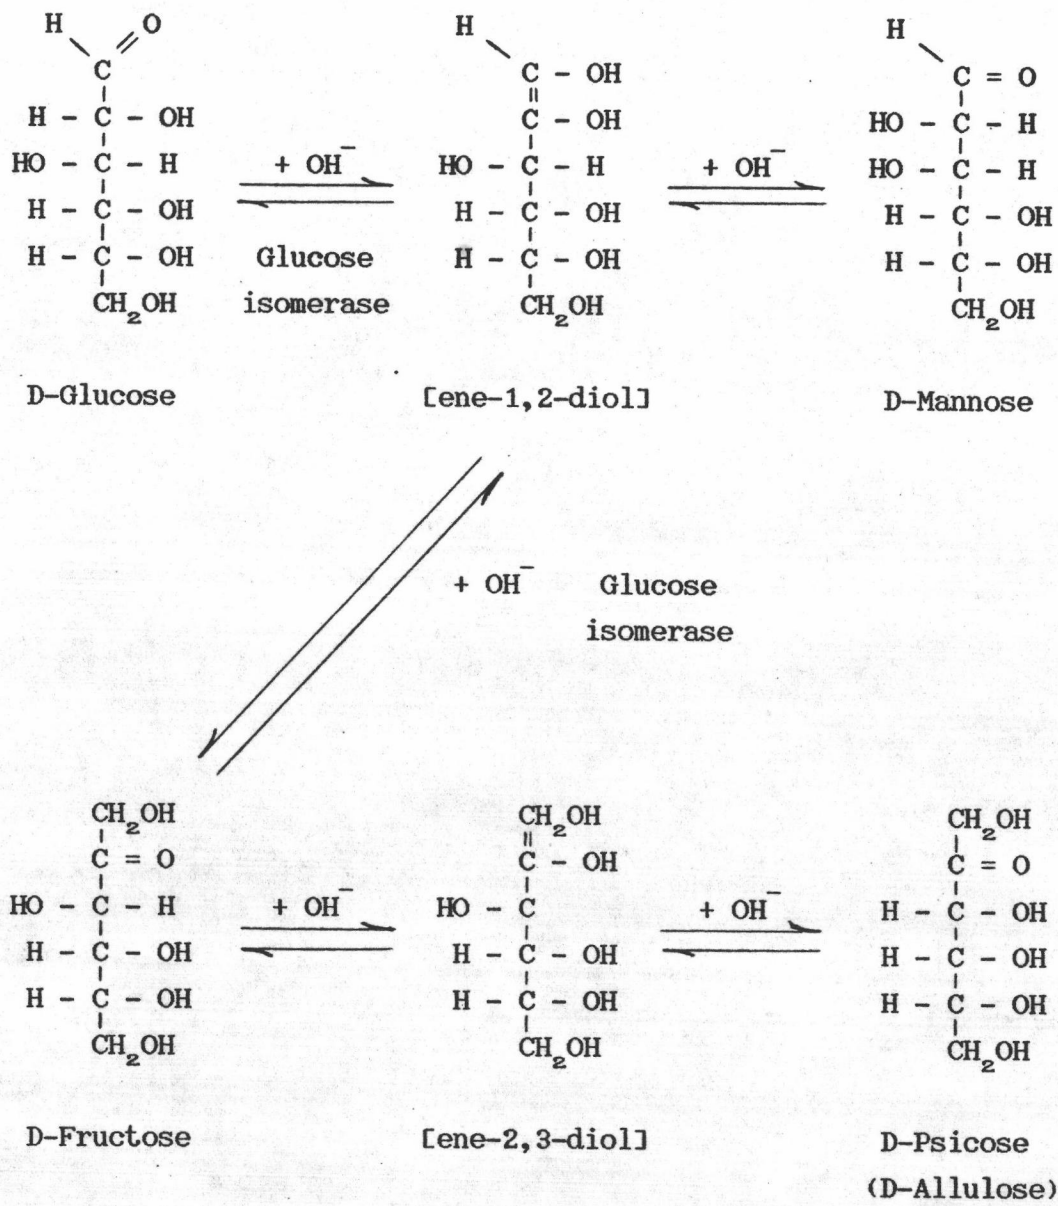 H O H H
C C - OH C = O
H - C - OH C - OH HO - C - H
HO - C - H + OH⁻ HO - C - H + OH⁻ HO - C - H
H - C - OH H - C - OH H - C - OH
H - C - OH Glucose H - C - OH H - C - OH
CH₂OH isomerase CH₂OH CH₂OH
D-Glucose [ene-1,2-diol] D-Mannose
+ OH⁻ Glucose
isomerase
CH₂OH CH₂OH CH₂OH
C = O C - OH C = O
HO - C - H + OH⁻ HO - C + OH⁻ H - C - OH
H - C - OH H - C - OH H - C - OH
H - C - OH H - C - OH H - C - OH
CH₂OH CH₂OH CH₂OH
D-Fructose [ene-2,3-diol] D-Psicose
(D-Allulose)